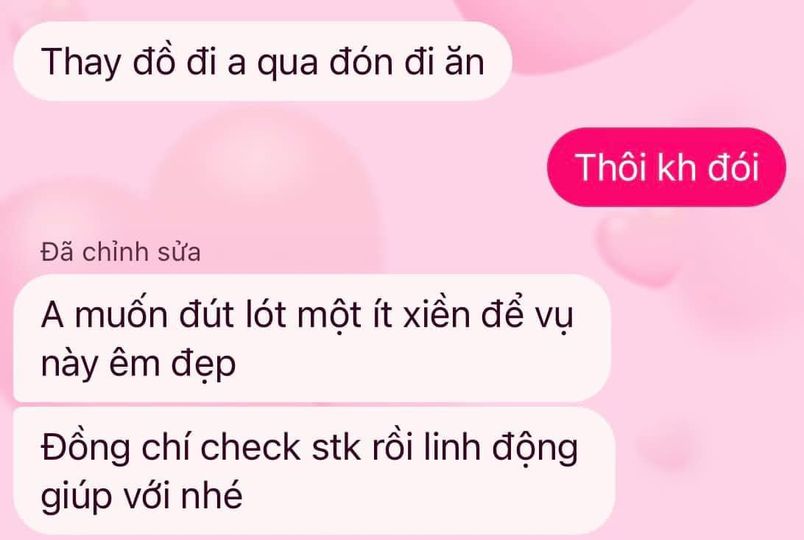 Thay đồ đi a qua đón đi ăn
Thôi kh đói
Đã chỉnh sửa
A muốn đút lót một ít xiền để vụ
này êm đẹp
Đồng chí check stk rồi linh động
giúp với nhé